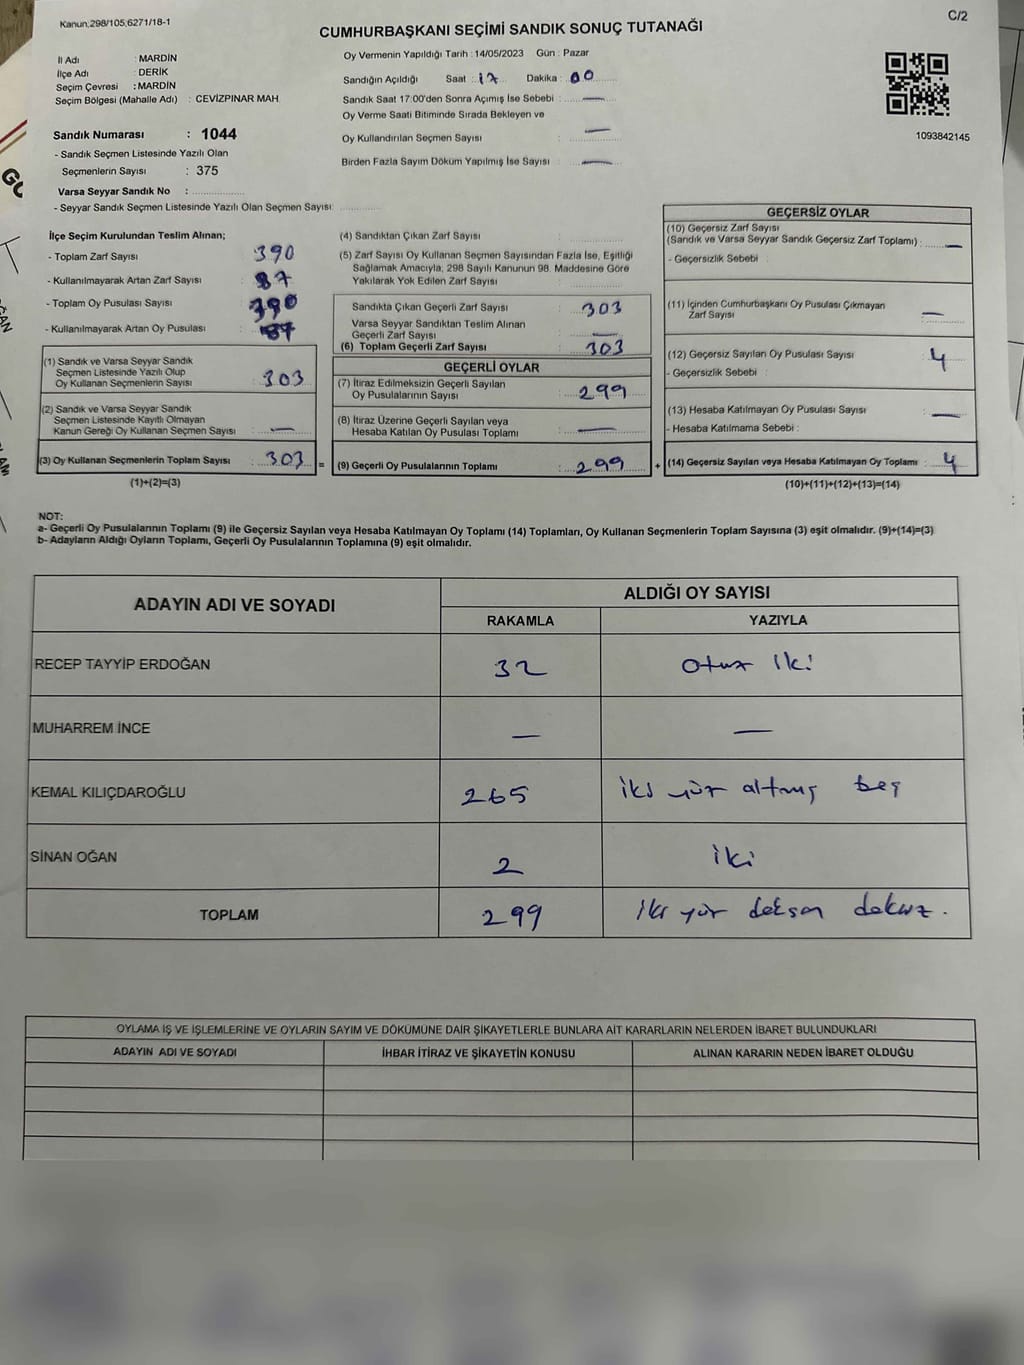 Kanun;298/105,6271/18-1
C/2
CUMHURBAŞKANI SEÇİMİ SANDIK SONUÇ TUTANAĞI
İl Adı : MARDİN
İlçe Adı : DERİK
Seçim Çevresi : MARDİN
Seçim Bölgesi (Mahalle Adı) : CEVİZPINAR MAH.
Sandık Numarası : 1044
- Sandık Seçmen Listesinde Yazılı Olan
Seçmenlerin Sayısı : 375
Varsa Seyyar Sandık No :
- Seyyar Sandık Seçmen Listesinde Yazılı Olan Seçmen Sayısı:
Oy Vermenin Yapıldığı Tarih : 14/05/2023 Gün : Pazar
Sandığın Açıldığı Saat : 17 Dakika : 00
Sandık Saat 17:00'den Sonra Açımış İse Sebebi : —
Oy Verme Saati Bitiminde Sırada Bekleyen ve
Oy Kullandırılan Seçmen Sayısı : —
Birden Fazla Sayım Döküm Yapılmış İse Sayısı : —
1093842145
İlçe Seçim Kurulundan Teslim Alınan;
- Toplam Zarf Sayısı : 390
- Kullanılmayarak Artan Zarf Sayısı : 87
- Toplam Oy Pusulası Sayısı : 390
- Kullanılmayarak Artan Oy Pusulası : 87
(1) Sandık ve Varsa Seyyar Sandık
Seçmen Listesinde Yazılı Olup
Oy Kullanan Seçmenlerin Sayısı : 303
(2) Sandık ve Varsa Seyyar Sandık
Seçmen Listesinde Kayıtlı Olmayan
Kanun Gereği Oy Kullanan Seçmen Sayısı : —
(3) Oy Kullanan Seçmenlerin Toplam Sayısı : 303 =
(1)+(2)=(3)
(4) Sandıktan Çıkan Zarf Sayısı :
(5) Zarf Sayısı Oy Kullanan Seçmen Sayısından Fazla İse, Eşitliği
Sağlamak Amacıyla; 298 Sayılı Kanunun 98. Maddesine Göre
Yakılarak Yok Edilen Zarf Sayısı :
Sandıkta Çıkan Geçerli Zarf Sayısı : 303
Varsa Seyyar Sandıktan Teslim Alınan
Geçerli Zarf Sayısı : —
(6) Toplam Geçerli Zarf Sayısı : 303
GEÇERLİ OYLAR
(7) İtiraz Edilmeksizin Geçerli Sayılan
Oy Pusulalarının Sayısı : 299
(8) İtiraz Üzerine Geçerli Sayılan veya
Hesaba Katılan Oy Pusulası Toplamı : —
(9) Geçerli Oy Pusulalarının Toplamı : 299 +
GEÇERSİZ OYLAR
(10) Geçersiz Zarf Sayısı
(Sandık ve Varsa Seyyar Sandık Geçersiz Zarf Toplamı) : —
- Geçersizlik Sebebi :
(11) İçinden Cumhurbaşkanı Oy Pusulası Çıkmayan
Zarf Sayısı : —
(12) Geçersiz Sayılan Oy Pusulası Sayısı : 4
- Geçersizlik Sebebi :
(13) Hesaba Katılmayan Oy Pusulası Sayısı : —
- Hesaba Katılmama Sebebi :
(14) Geçersiz Sayılan veya Hesaba Katılmayan Oy Toplamı : 4
(10)+(11)+(12)+(13)=(14)
NOT:
a- Geçerli Oy Pusulalarının Toplamı (9) ile Geçersiz Sayılan veya Hesaba Katılmayan Oy Toplamı (14) Toplamları, Oy Kullanan Seçmenlerin Toplam Sayısına (3) eşit olmalıdır. (9)+(14)=(3)
b- Adayların Aldığı Oyların Toplamı, Geçerli Oy Pusulalarının Toplamına (9) eşit olmalıdır.
ADAYIN ADI VE SOYADI ALDIĞI OY SAYISI
RAKAMLA YAZIYLA
RECEP TAYYİP ERDOĞAN 32 otuz iki
MUHARREM İNCE — —
KEMAL KILIÇDAROĞLU 265 iki yüz altmış beş
SİNAN OĞAN 2 iki
TOPLAM 299 iki yüz doksan dokuz.
OYLAMA İŞ VE İŞLEMLERİNE VE OYLARIN SAYIM VE DÖKÜMÜNE DAİR ŞİKAYETLERLE BUNLARA AİT KARARLARIN NELERDEN İBARET BULUNDUKLARI
ADAYIN ADI VE SOYADI İHBAR İTİRAZ VE ŞİKAYETİN KONUSU ALINAN KARARIN NEDEN İBARET OLDUĞU